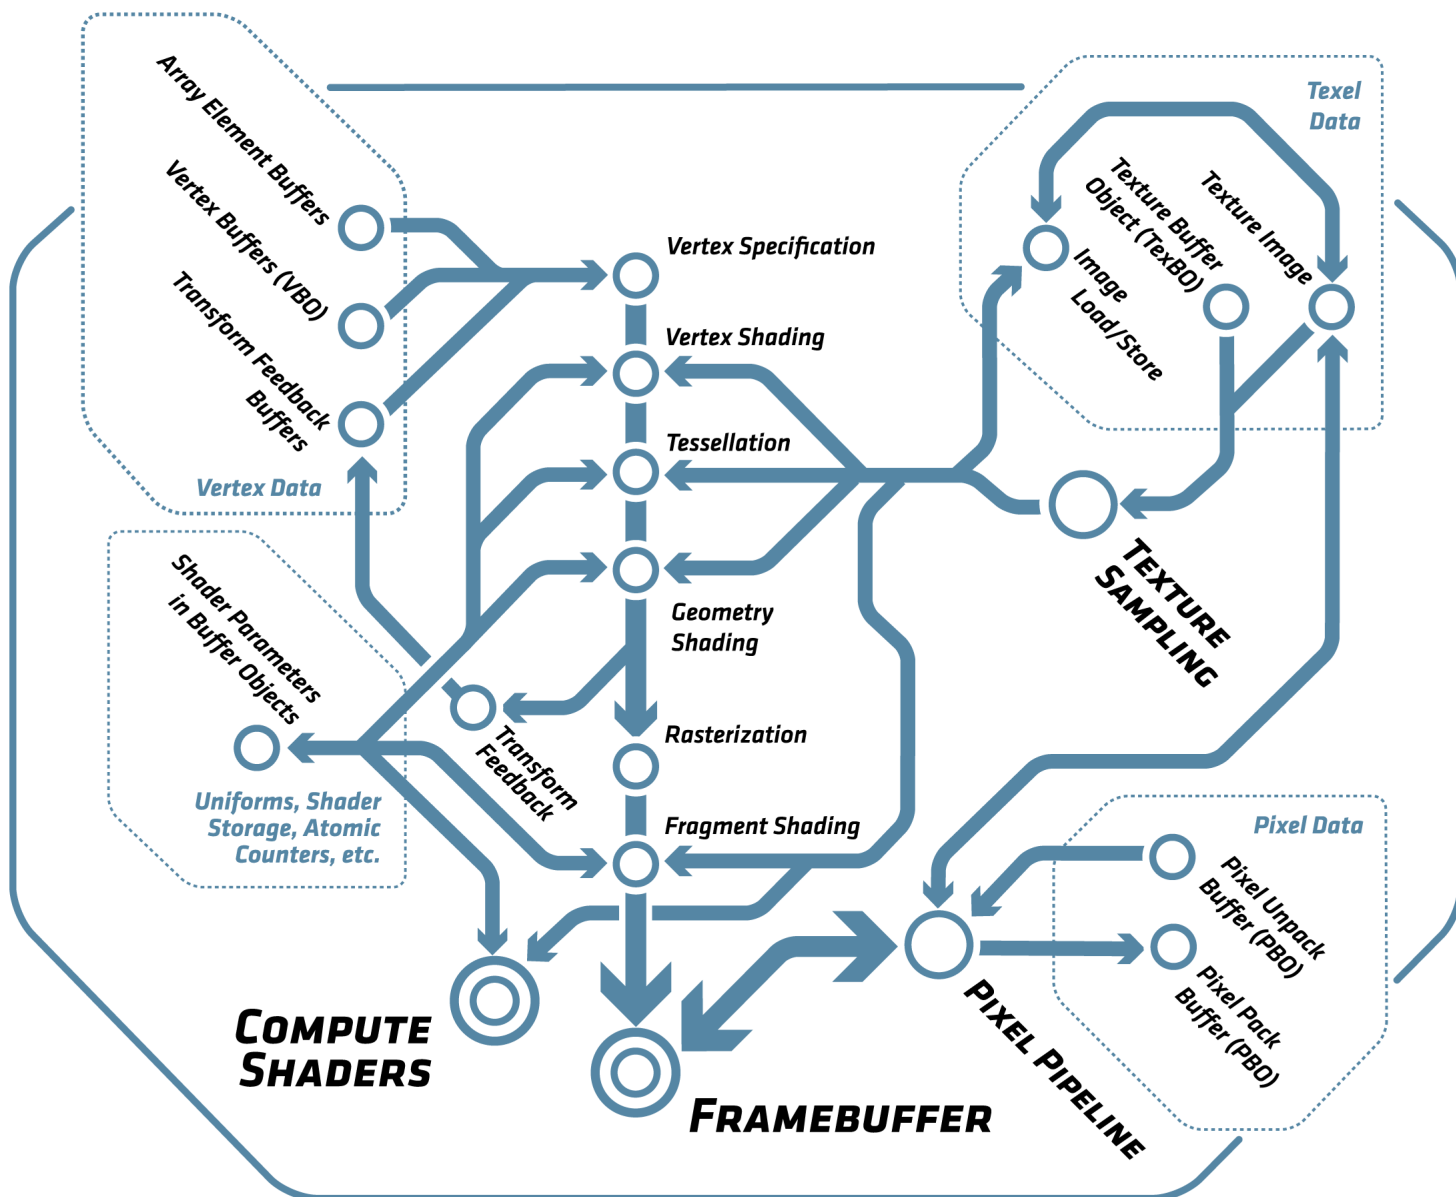 Array Element Buffers
Vertex Buffers (VBO)
Transform Feedback
Buffers
Vertex Data
Texel
Data
Texture Buffer
Object (TexBO)
Texture Image
Image
Load/Store
Vertex Specification
Vertex Shading
Tessellation
Geometry
Shading
Texture
Sampling
Shader Parameters
in Buffer Objects
Uniforms, Shader
Storage, Atomic
Counters, etc.
Transform
Feedback
Rasterization
Fragment Shading
Pixel Data
Pixel Unpack
Buffer (PBO)
Pixel Pack
Buffer (PBO)
Compute
Shaders
Framebuffer
Pixel Pipeline